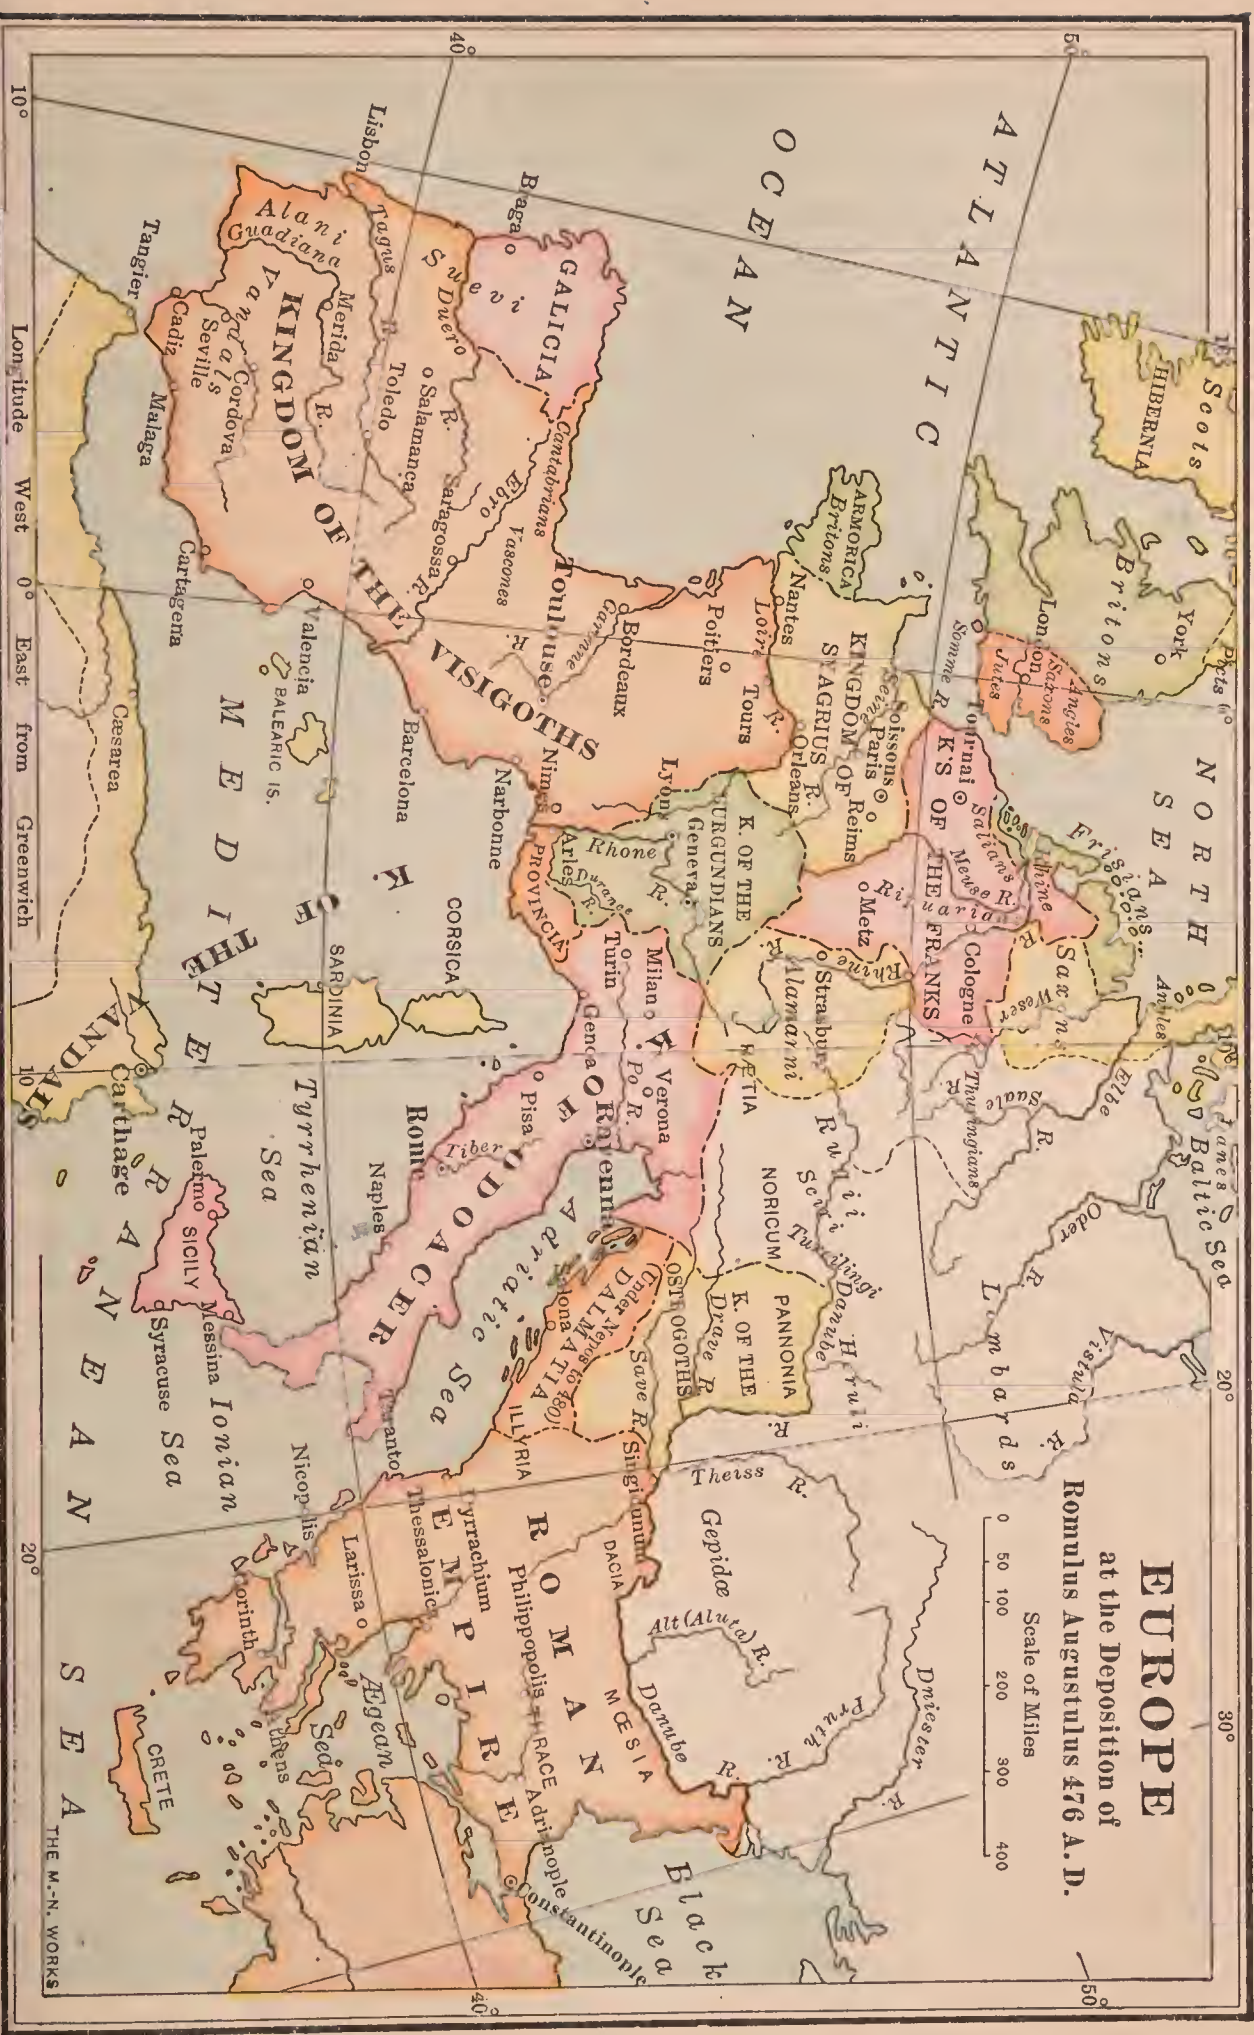 EUROPE
at the Deposition of
Romulus Augustulus 476 A. D.
Scale of Miles
0 50 100 200 300 400
10°
20°
30°
50°
40°
50°
40°
10°
0°
10
20°
Longitude West 0° East from Greenwich
ATLANTIC
OCEAN
NORTH
SEA
Baltic Sea
Scots
HIBERNIA
Picts
York
Britons
London
Angles
Saxons
Jutes
ARMORICA
Britons
Frisians
Saxons
Angles
Danes
Weser
R.
Elbe
Saale
R.
Thuringians
Oder
R.
Vistula
R.
Lombards
Somme R.
Tournai
K'S OF THE FRANKS
Salians
Meuse R.
Rhine
Ripuarian
Cologne
Metz
KINGDOM OF
SYAGRIUS
Soissons
Seine
Paris
Reims
R.
Orleans
Nantes
Loire
R.
Tours
Poitiers
Bordeaux
Garonne
R.
Toulouse
Rhine
R.
Strasburg
Alamanni
RÆTIA
Rugii
Sciri
Turcilingi
Heruli
Danube
R.
NORICUM
PANNONIA
K. OF THE
OSTROGOTHS
Drave R.
Save R.
K. OF THE
BURGUNDIANS
Geneva
Lyons
Rhone
R.
Durance
R.
Arles
PROVINCIA
Nimes
Narbonne
Barcelona
GALICIA
Suevi
Braga
Duero
R.
Cantabrians
Vascones
Ebro
R.
Saragossa
Salamanca
Toledo
Tagus
R.
Lisbon
Alani
Guadiana
R.
Merida
KINGDOM OF THE VISIGOTHS
Vandals
Cordova
Seville
Cadiz
Tangier
Malaga
Cartagena
Valencia
BALEARIC IS.
MEDITERRANEAN SEA
K. OF THE VANDALS
Cæsarea
Carthage
CORSICA
SARDINIA
Tyrrhenian
Sea
K. OF ODOACER
Turin
Milan
Verona
Po R.
Genoa
Ravenna
Pisa
Tiber
Rome
Naples
Taranto
Palermo
SICILY
Messina
Syracuse
Ionian
Sea
Adriatic Sea
(Under Nepos to 480)
DALMATIA
Salona
ILLYRIA
Singidunum
Theiss
R.
Gepidæ
Alt (Aluta) R.
Danube
R.
Pruth
R.
Dniester
R.
DACIA
MŒSIA
ROMAN
EMPIRE
THRACE
Philippopolis
Adrianople
Constantinople
Black
Sea
Thessalonica
Larissa
Nicopolis
Athens
Ægean
Sea
CRETE
THE M.-N. WORKS